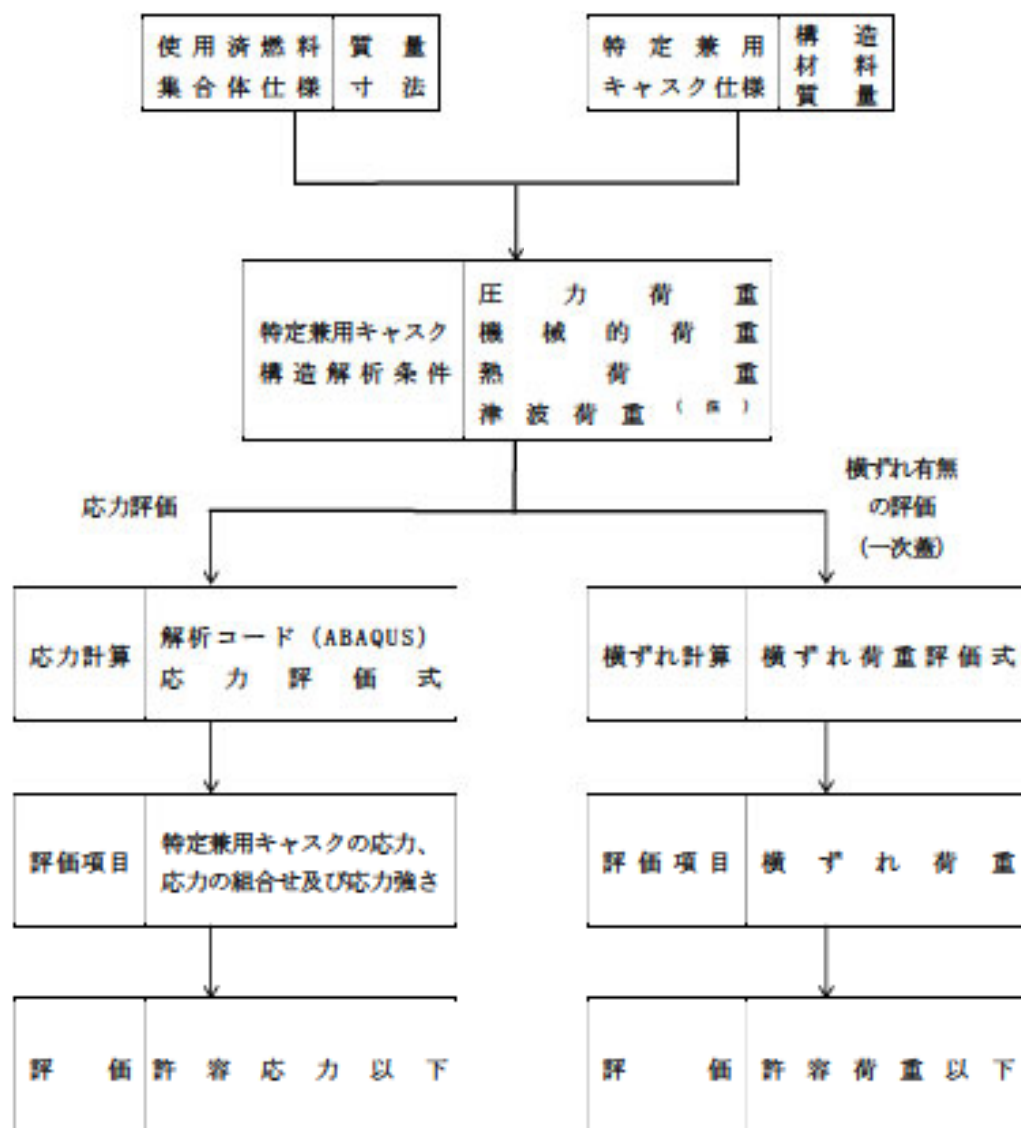 使用済燃料
集合体仕様
質量
寸法
特定兼用
キャスク仕様
構造
材料
質量
特定兼用キャスク
構造解析条件
圧力荷重
機械的荷重
熱荷重
津波荷重
応力評価
横ずれ有無
の評価
(一次蓋)
応力計算
解析コード (ABAQUS)
応力評価式
横ずれ計算
横ずれ荷重評価式
評価項目
特定兼用キャスクの応力、
応力の組合せ及び応力強さ
評価項目
横ずれ荷重
評価
許容応力以下
評価
許容荷重以下